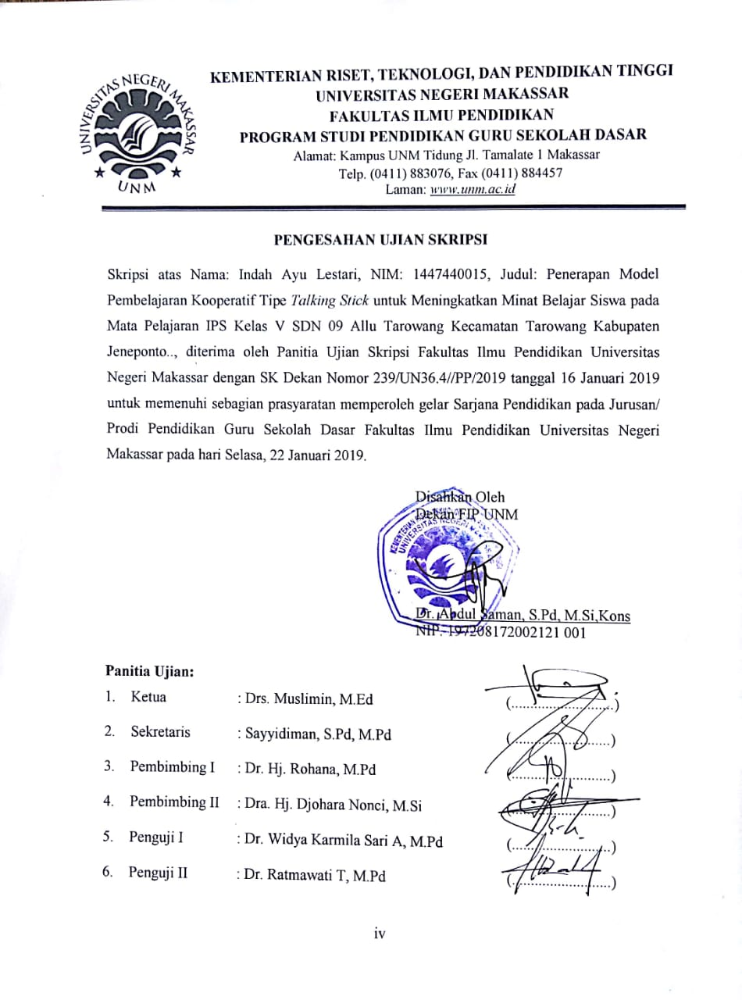 UNIVERSITAS NEGERI MAKASSAR
UNM
KEMENTERIAN RISET, TEKNOLOGI, DAN PENDIDIKAN TINGGI
UNIVERSITAS NEGERI MAKASSAR
FAKULTAS ILMU PENDIDIKAN
PROGRAM STUDI PENDIDIKAN GURU SEKOLAH DASAR
Alamat: Kampus UNM Tidung Jl. Tamalate 1 Makassar
Telp. (0411) 883076, Fax (0411) 884457
Laman: www.unm.ac.id
PENGESAHAN UJIAN SKRIPSI
Skripsi atas Nama: Indah Ayu Lestari, NIM: 1447440015, Judul: Penerapan Model
Pembelajaran Kooperatif Tipe Talking Stick untuk Meningkatkan Minat Belajar Siswa pada
Mata Pelajaran IPS Kelas V SDN 09 Allu Tarowang Kecamatan Tarowang Kabupaten
Jeneponto.., diterima oleh Panitia Ujian Skripsi Fakultas Ilmu Pendidikan Universitas
Negeri Makassar dengan SK Dekan Nomor 239/UN36.4//PP/2019 tanggal 16 Januari 2019
untuk memenuhi sebagian prasyaratan memperoleh gelar Sarjana Pendidikan pada Jurusan/
Prodi Pendidikan Guru Sekolah Dasar Fakultas Ilmu Pendidikan Universitas Negeri
Makassar pada hari Selasa, 22 Januari 2019.
Disahkan Oleh
Dekan FIP UNM
UNIVERSITAS NEGERI
Dr. Abdul Saman, S.Pd, M.Si,Kons
NIP. 197208172002121 001
Panitia Ujian:
1. Ketua : Drs. Muslimin, M.Ed (..........................)
2. Sekretaris : Sayyidiman, S.Pd, M.Pd (..........................)
3. Pembimbing I : Dr. Hj. Rohana, M.Pd (..........................)
4. Pembimbing II : Dra. Hj. Djohara Nonci, M.Si (..........................)
5. Penguji I : Dr. Widya Karmila Sari A, M.Pd (..........................)
6. Penguji II : Dr. Ratmawati T, M.Pd (..........................)
iv